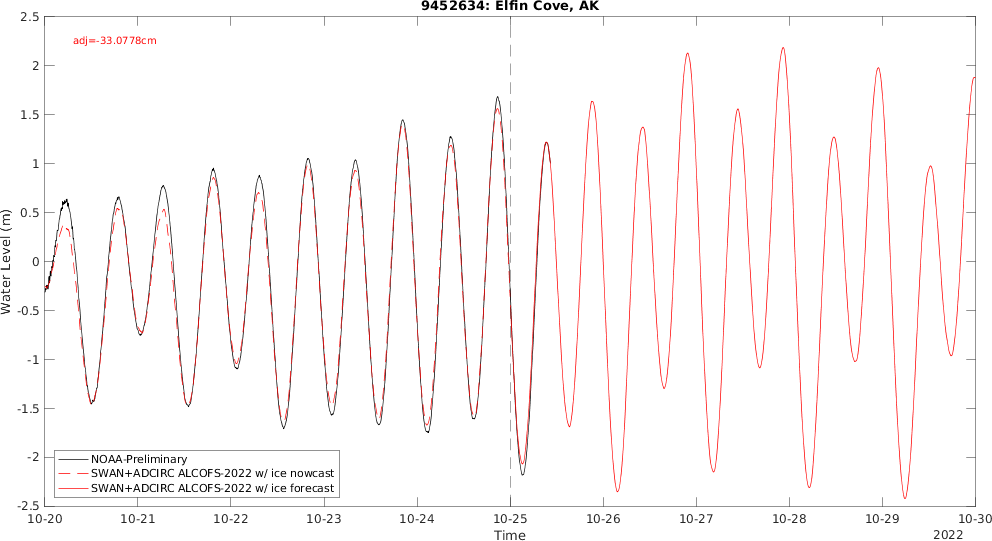 9452634: Elfin Cove, AK
adj=-33.0778cm
2.5
2
1.5
1
0.5
0
-0.5
-1
-1.5
-2
-2.5
Water Level (m)
NOAA-Preliminary
SWAN+ADCIRC ALCOFS-2022 w/ ice nowcast
SWAN+ADCIRC ALCOFS-2022 w/ ice forecast
10-20 10-21 10-22 10-23 10-24 10-25 10-26 10-27 10-28 10-29 10-30
Time
2022